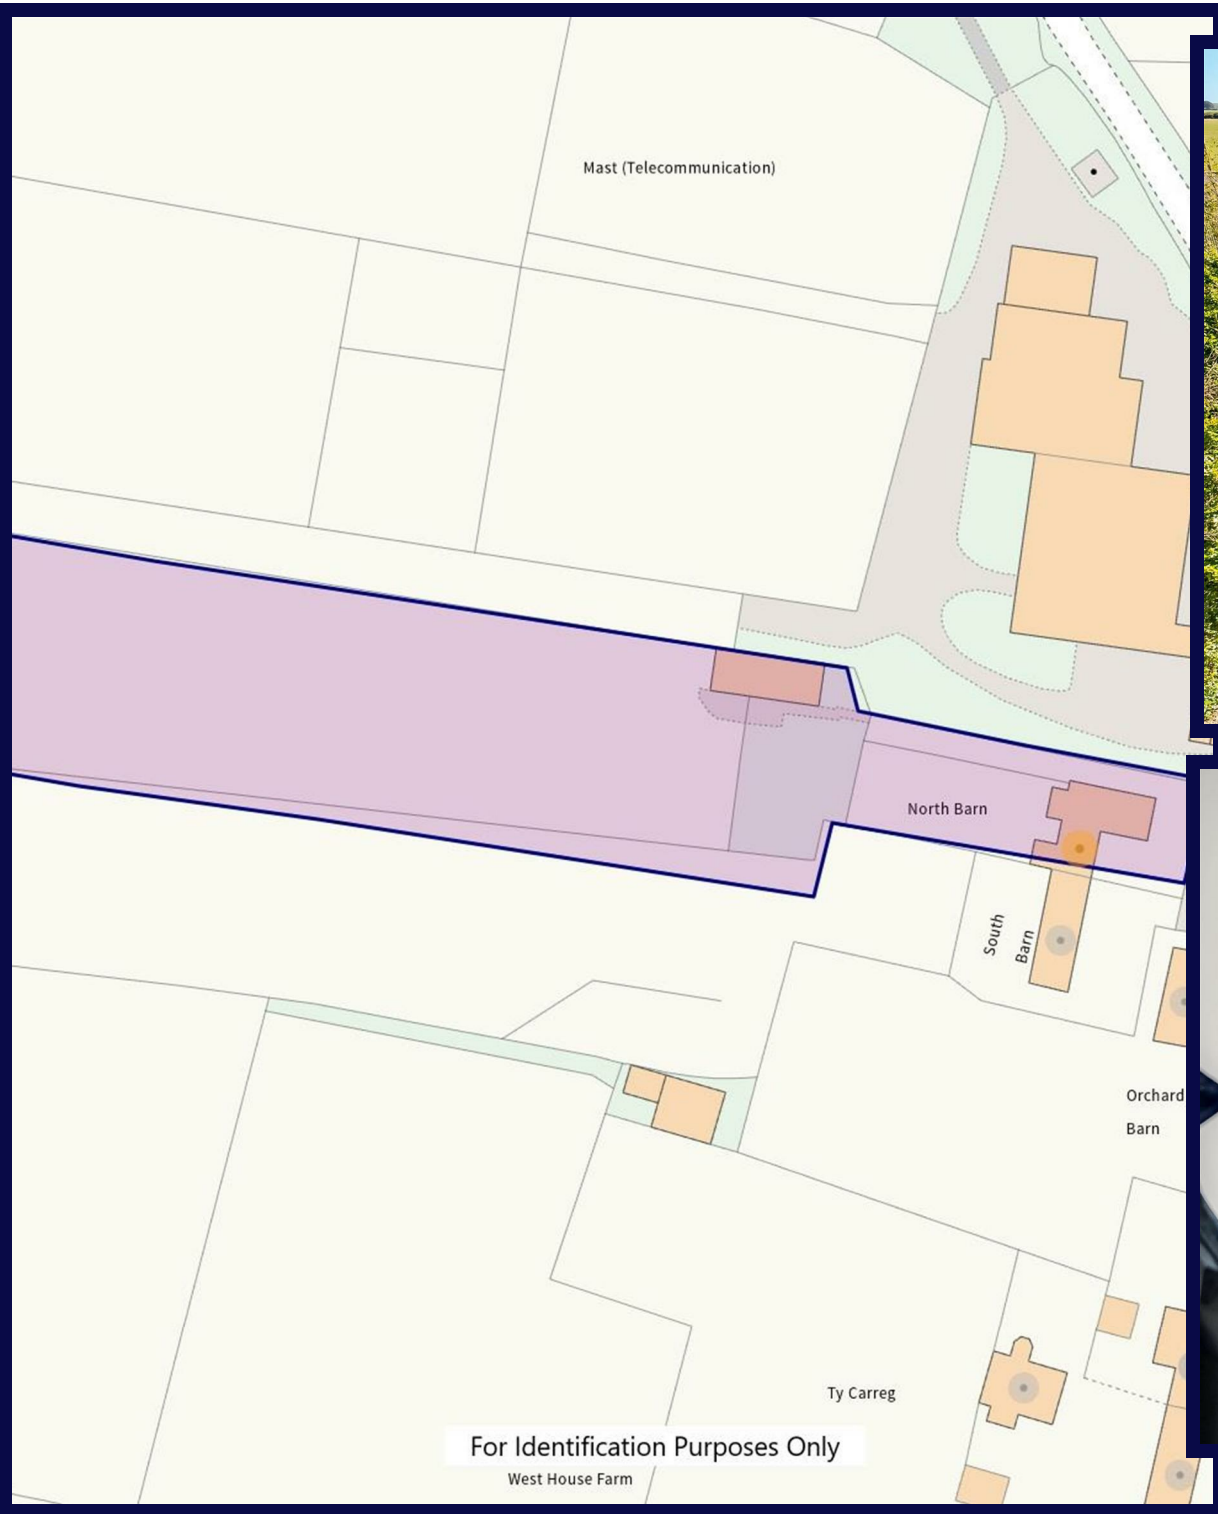 Mast (Telecommunication)
North Barn
South
Barn
Orchard
Barn
Ty Carreg
For Identification Purposes Only
West House Farm